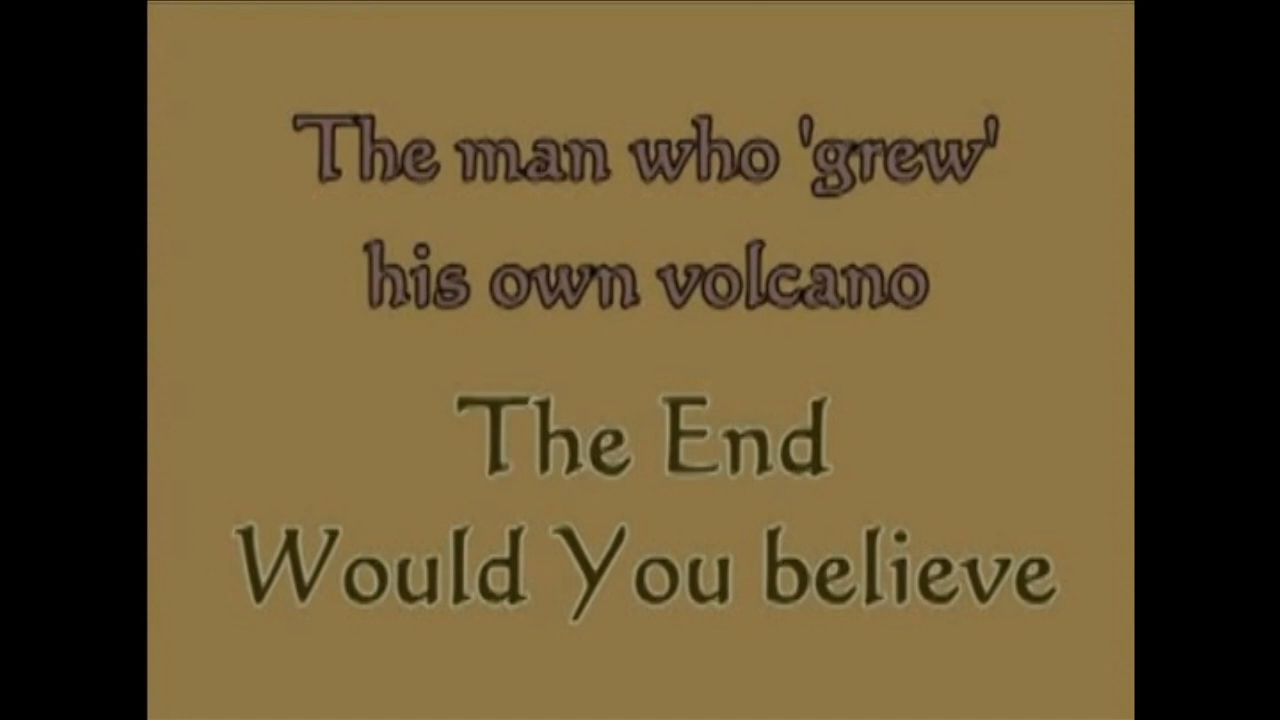 The man who 'grew'
his own volcano
The End
Would You believe